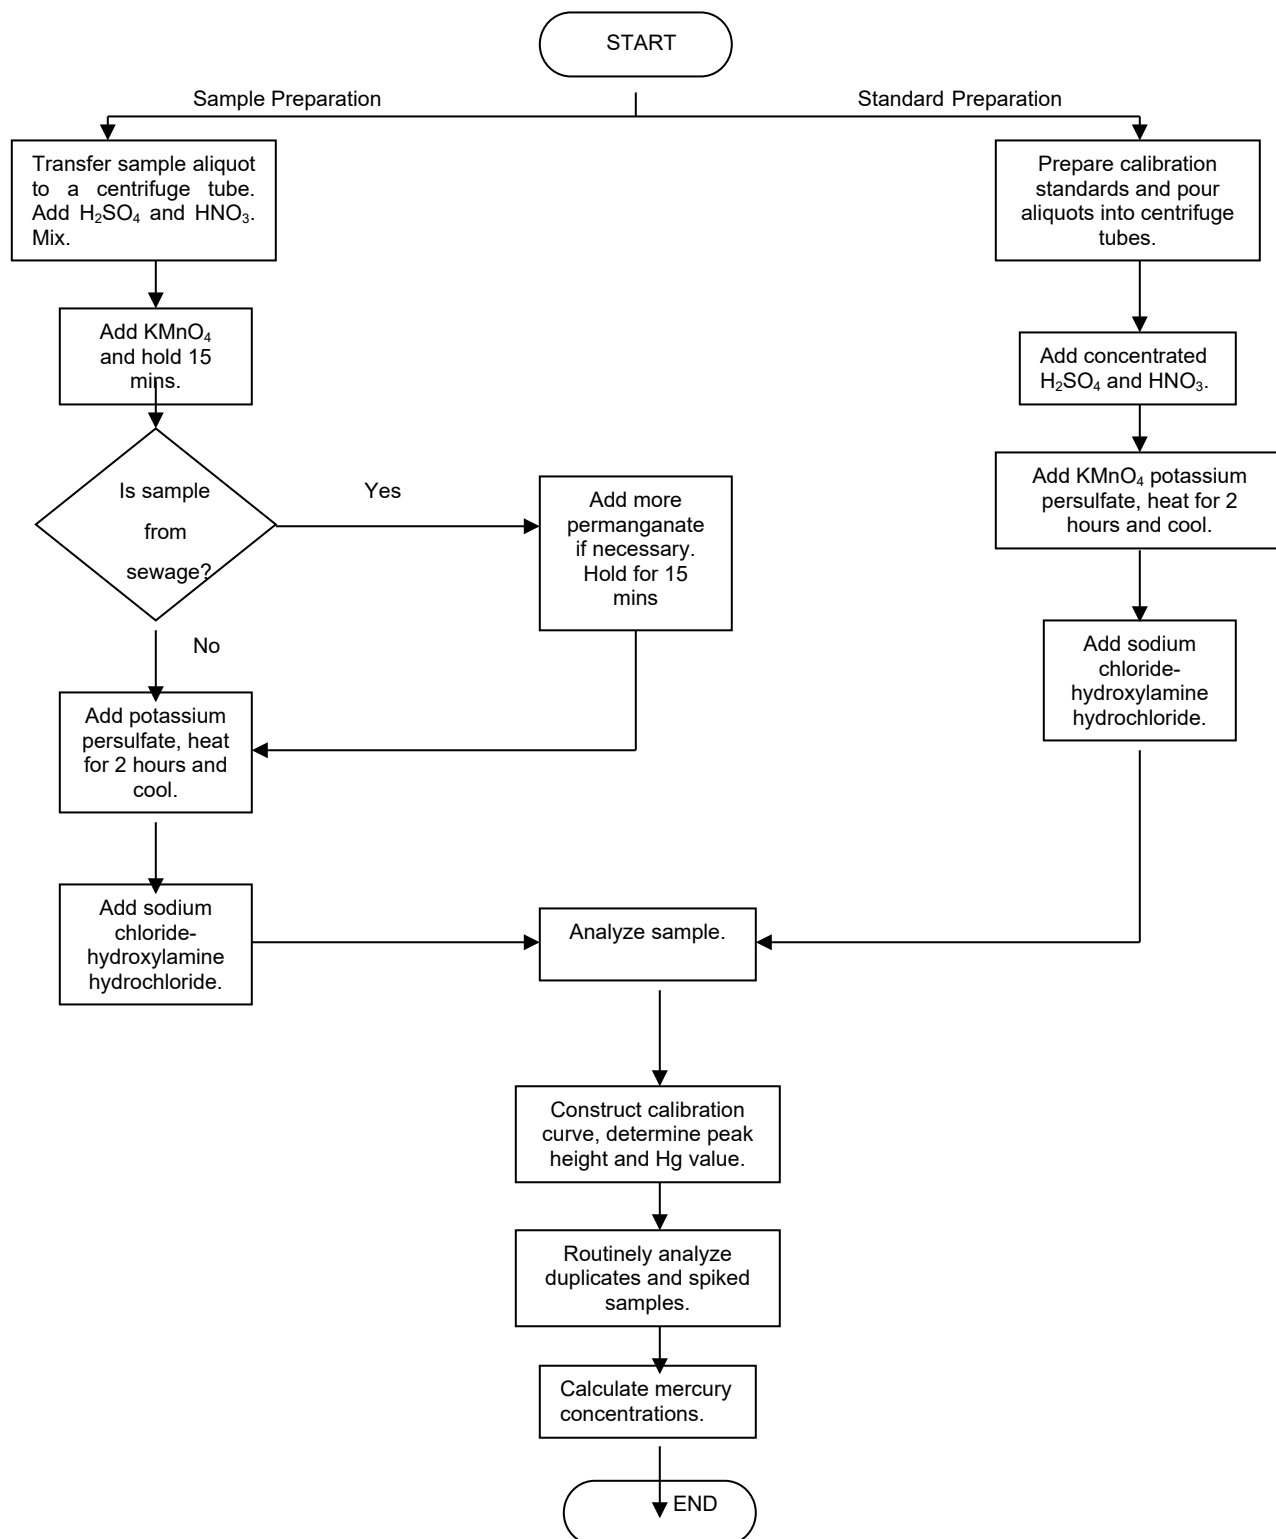 START
Sample Preparation
Standard Preparation
Transfer sample aliquot
to a centrifuge tube.
Add H₂SO₄ and HNO₃.
Mix.
Add KMnO₄
and hold 15
mins.
Is sample
from
sewage?
Yes
Add more
permanganate
if necessary.
Hold for 15
mins
No
Add potassium
persulfate, heat
for 2 hours and
cool.
Add sodium
chloride-
hydroxylamine
hydrochloride.
Prepare calibration
standards and pour
aliquots into centrifuge
tubes.
Add concentrated
H₂SO₄ and HNO₃.
Add KMnO₄ potassium
persulfate, heat for 2
hours and cool.
Add sodium
chloride-
hydroxylamine
hydrochloride.
Analyze sample.
Construct calibration
curve, determine peak
height and Hg value.
Routinely analyze
duplicates and spiked
samples.
Calculate mercury
concentrations.
END